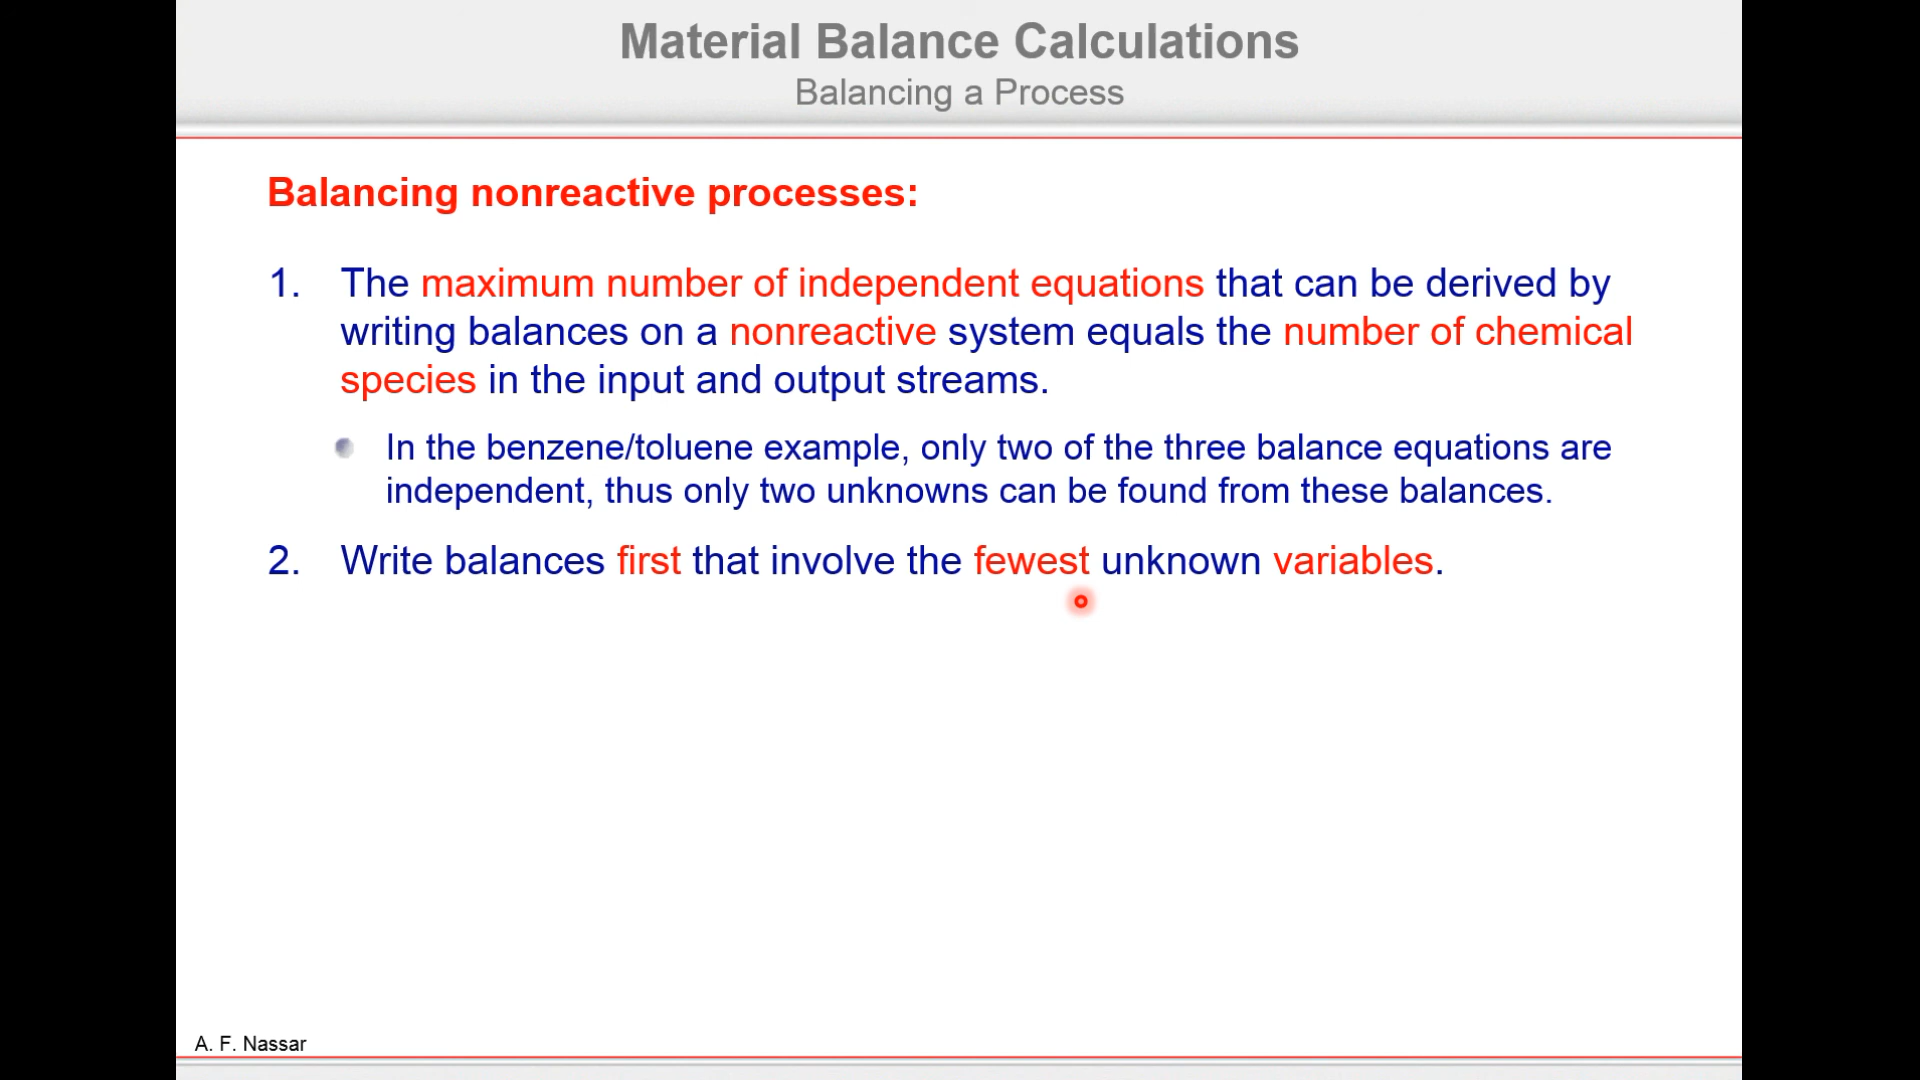 Material Balance Calculations
Balancing a Process
Balancing nonreactive processes:
1. The maximum number of independent equations that can be derived by
writing balances on a nonreactive system equals the number of chemical
species in the input and output streams.
In the benzene/toluene example, only two of the three balance equations are
independent, thus only two unknowns can be found from these balances.
2. Write balances first that involve the fewest unknown variables.
A. F. Nassar